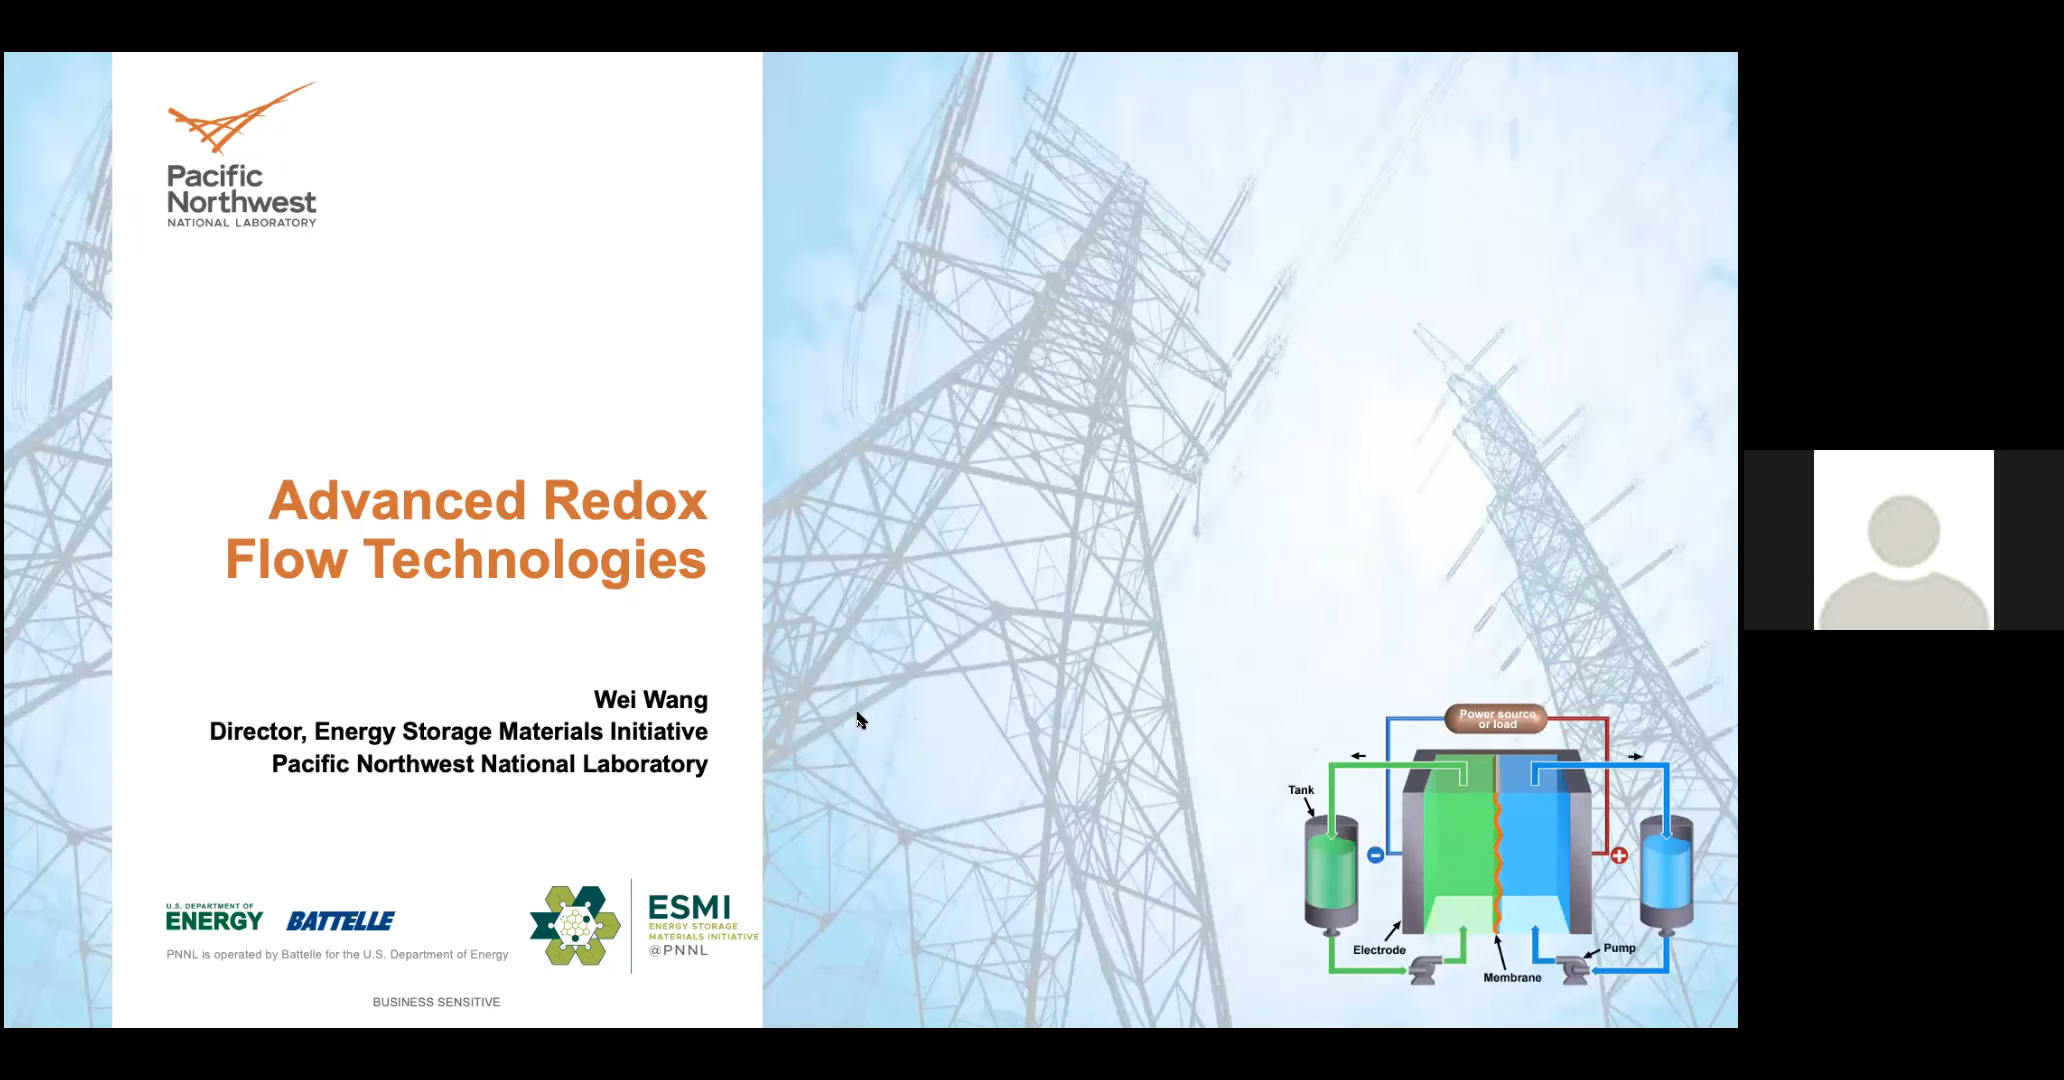 Pacific
Northwest
NATIONAL LABORATORY
Advanced Redox
Flow Technologies
Wei Wang
Director, Energy Storage Materials Initiative
Pacific Northwest National Laboratory
U.S. DEPARTMENT OF
ENERGY
BATTELLE
PNNL is operated by Battelle for the U.S. Department of Energy
ESMI
ENERGY STORAGE
MATERIALS INITIATIVE
@PNNL
BUSINESS SENSITIVE
Power source
or load
Tank
Electrode
Membrane
Pump